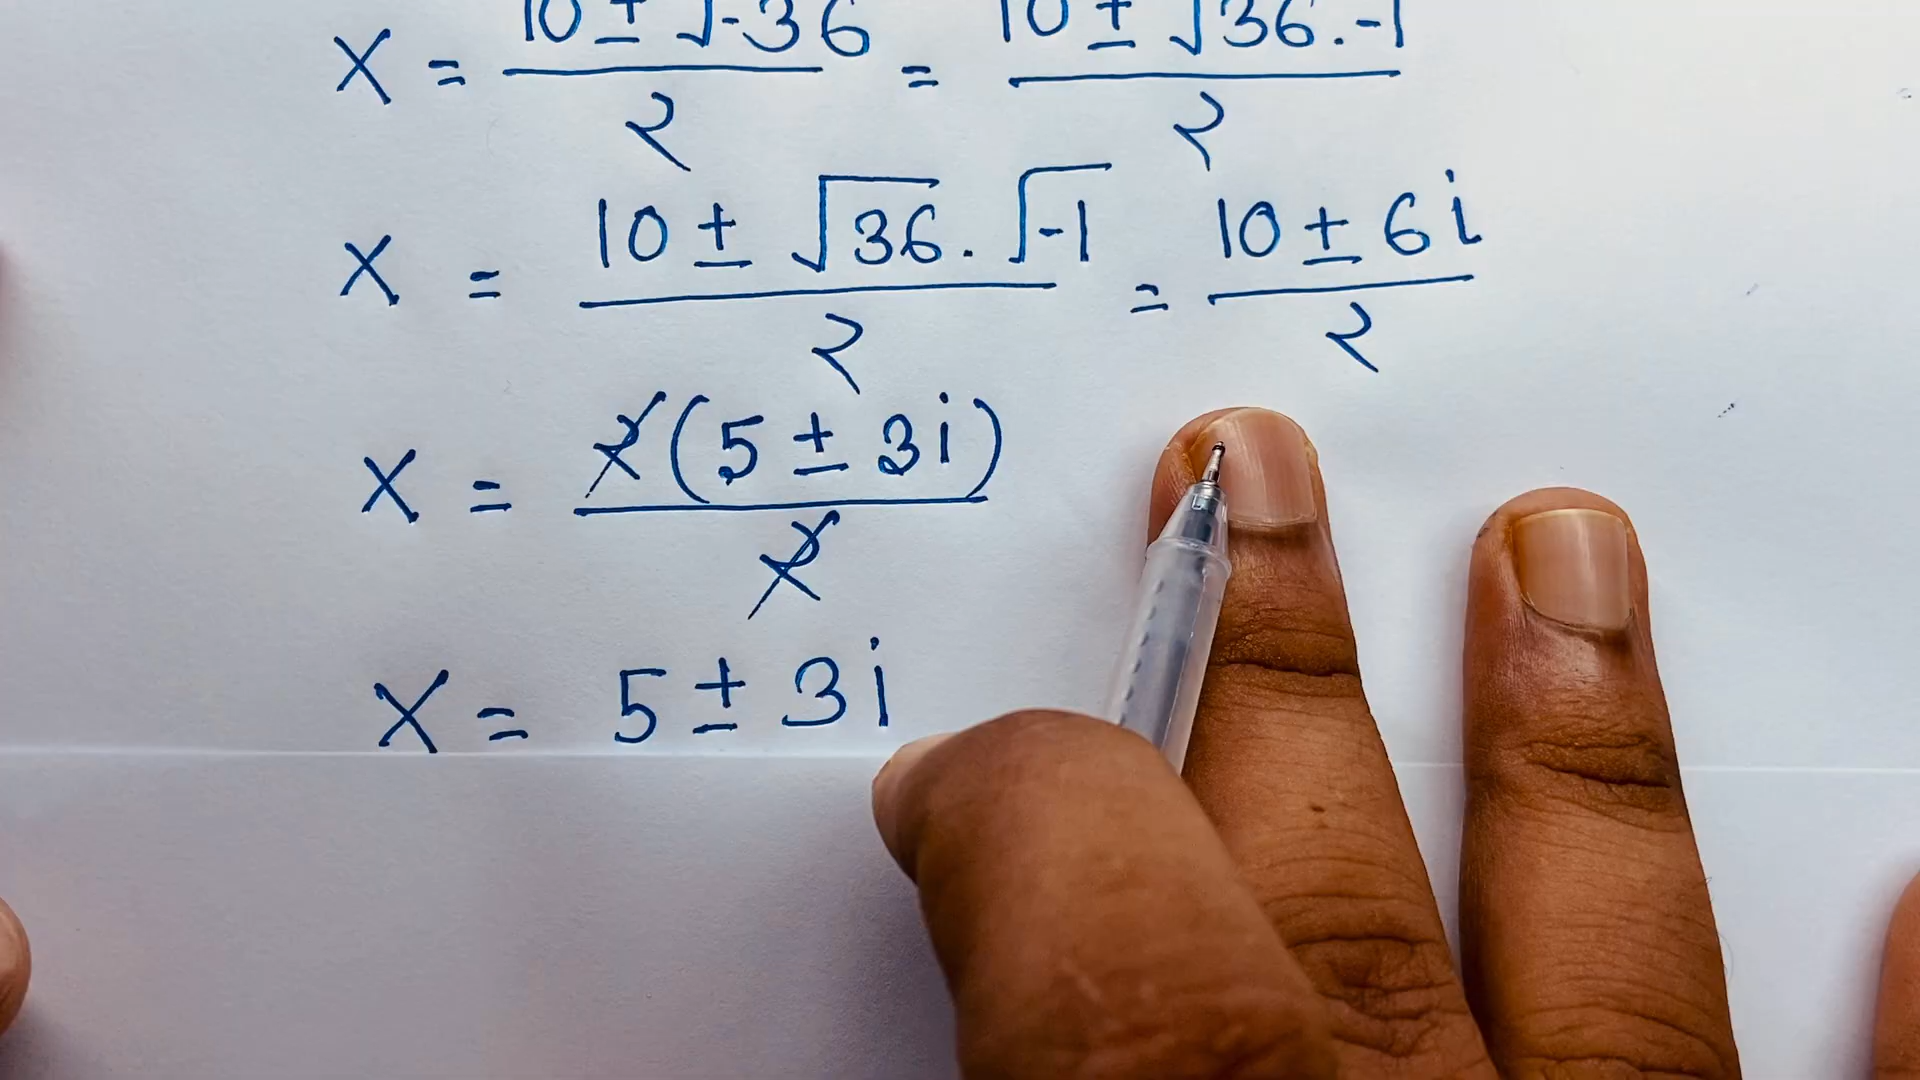 X = 10 ± √-36 / 2 = 10 ± √36.-1 / 2
X = 10 ± √36 . √-1 / 2 = 10 ± 6i / 2
X = 2(5 ± 3i) / 2
X = 5 ± 3i